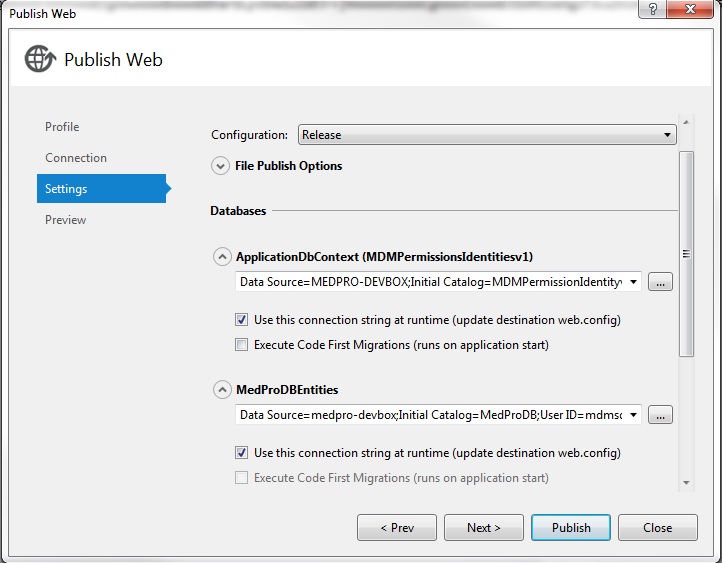 Publish Web
?
Publish Web
Profile
Connection
Settings
Preview
Configuration: Release
File Publish Options
Databases
ApplicationDbContext (MDMPermissionsIdentitiesv1)
Data Source=MEDPRO-DEVBOX;Initial Catalog=MDMPermissionIdentityv
...
Use this connection string at runtime (update destination web.config)
Execute Code First Migrations (runs on application start)
MedProDBEntities
Data Source=medpro-devbox;Initial Catalog=MedProDB;User ID=mdmsc
...
Use this connection string at runtime (update destination web.config)
Execute Code First Migrations (runs on application start)
< Prev
Next >
Publish
Close